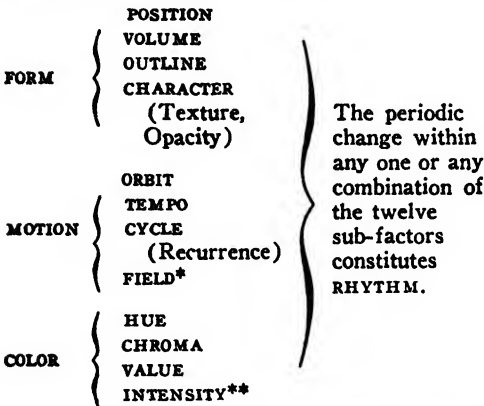 POSITION
VOLUME
OUTLINE
FORM
CHARACTER
(Texture,
Opacity)
ORBIT
TEMPO
MOTION
CYCLE
(Recurrence)
FIELD*
HUE
CHROMA
COLOR
VALUE
INTENSITY**
The periodic
change within
any one or any
combination of
the twelve
sub-factors
constitutes
RHYTHM.